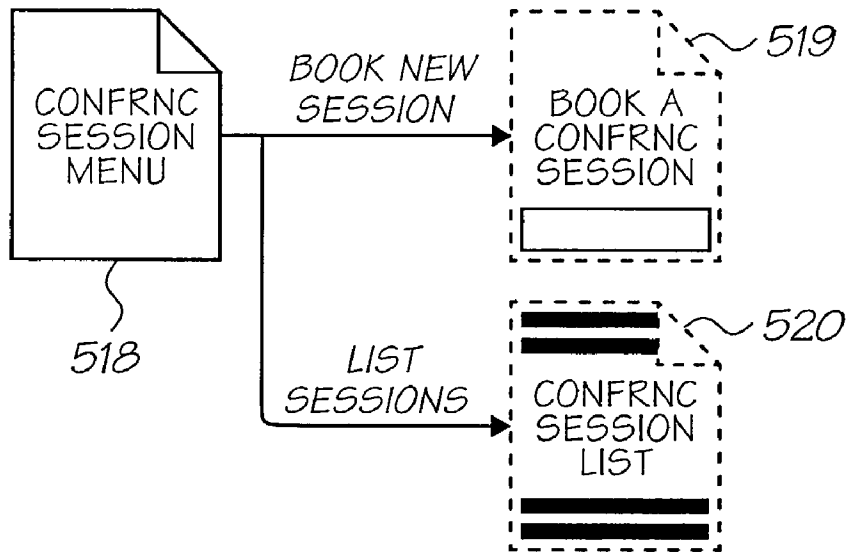 CONFRNC
SESSION
MENU
518
BOOK NEW
SESSION
BOOK A
CONFRNC
SESSION
519
LIST
SESSIONS
CONFRNC
SESSION
LIST
520